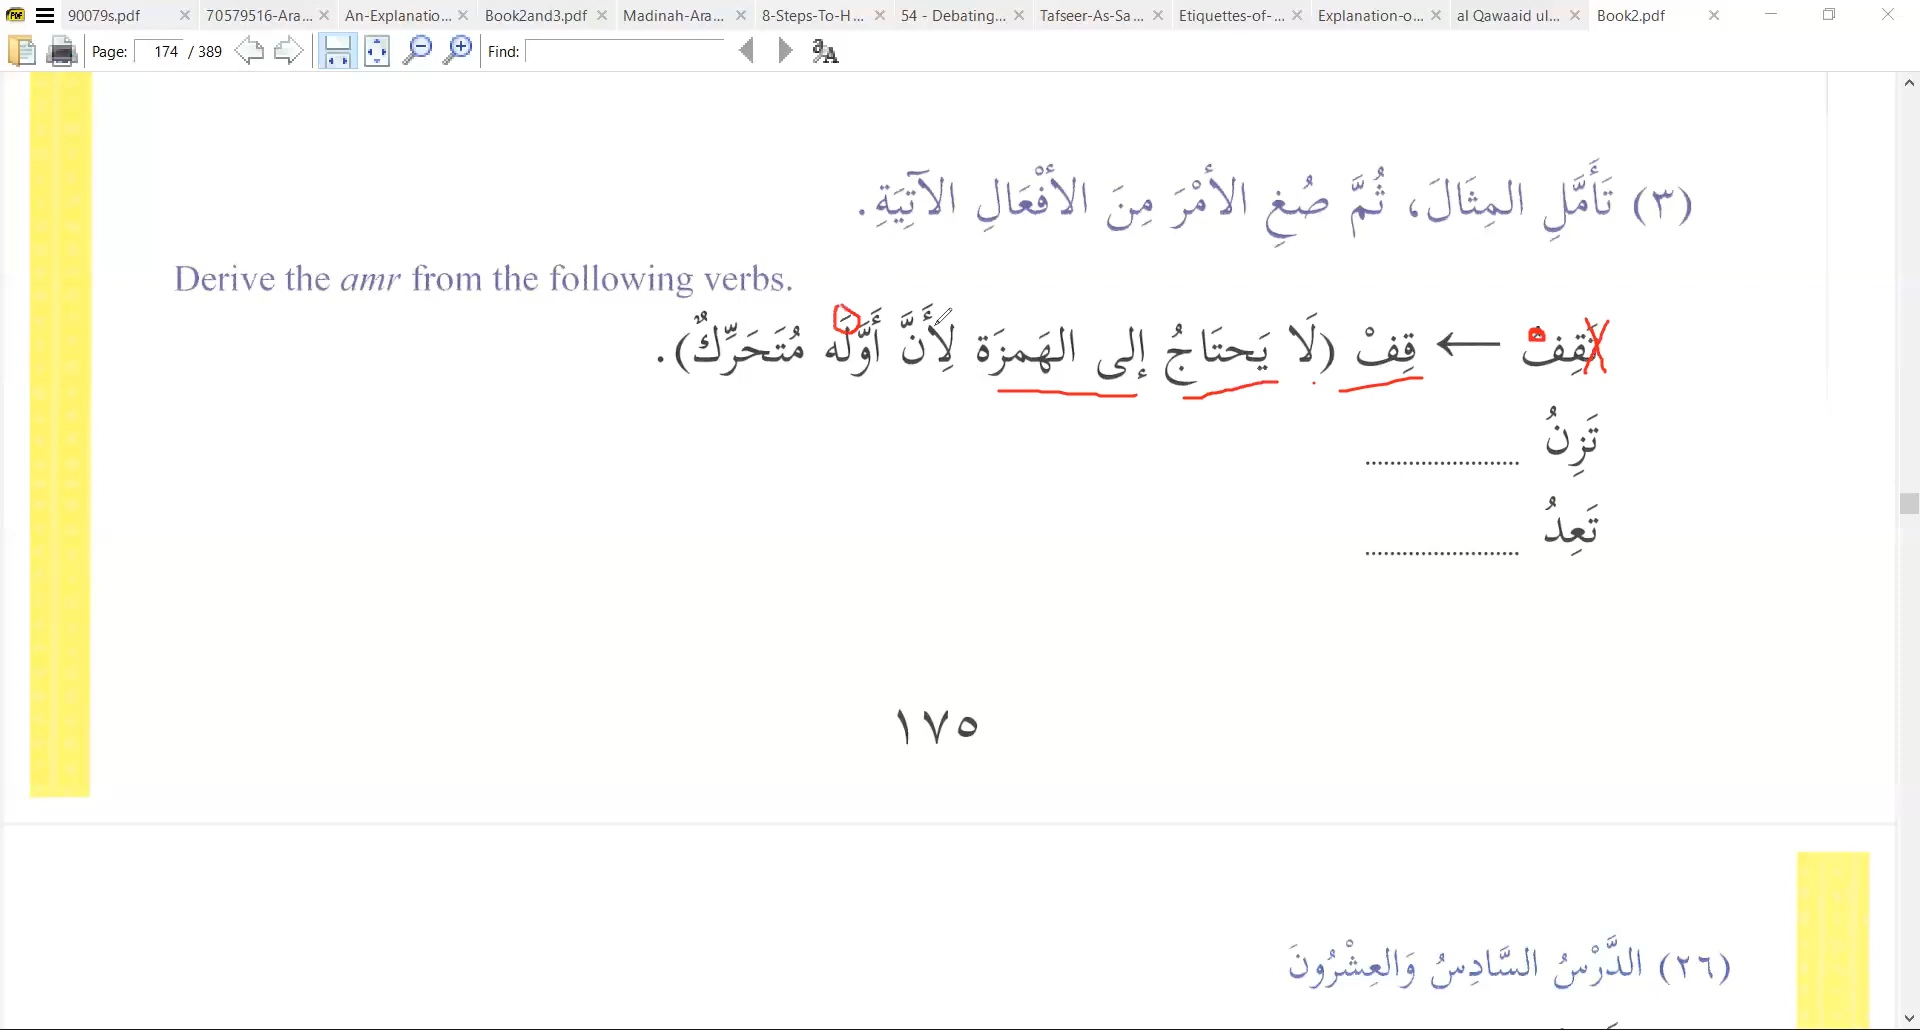 90079s.pdf 70579516-Ara... An-Explanatio... Book2and3.pdf Madinah-Ara... 8-Steps-To-H... 54 - Debating,... Tafseer-As-Sa... Etiquettes-of-... Explanation-o... al Qawaaid ul... Book2.pdf
Page: 174 / 389 Find:
(٣) تَأَمَّلِ المِثَالَ، ثُمَّ صُغِ الأَمْرَ مِنَ الأَفْعَالِ الآتِيَةِ.
Derive the amr from the following verbs.
تَقِفُ ← قِفْ (لَا يَحتَاجُ إلى الهَمزَة لِأَنَّ أَوَّلَه مُتَحَرِّكٌ).
تَزِنُ ........................
تَعِدُ ........................
١٧٥
(٢٦) الدَّرْسُ السَّادِسُ وَالعِشْرُونَ